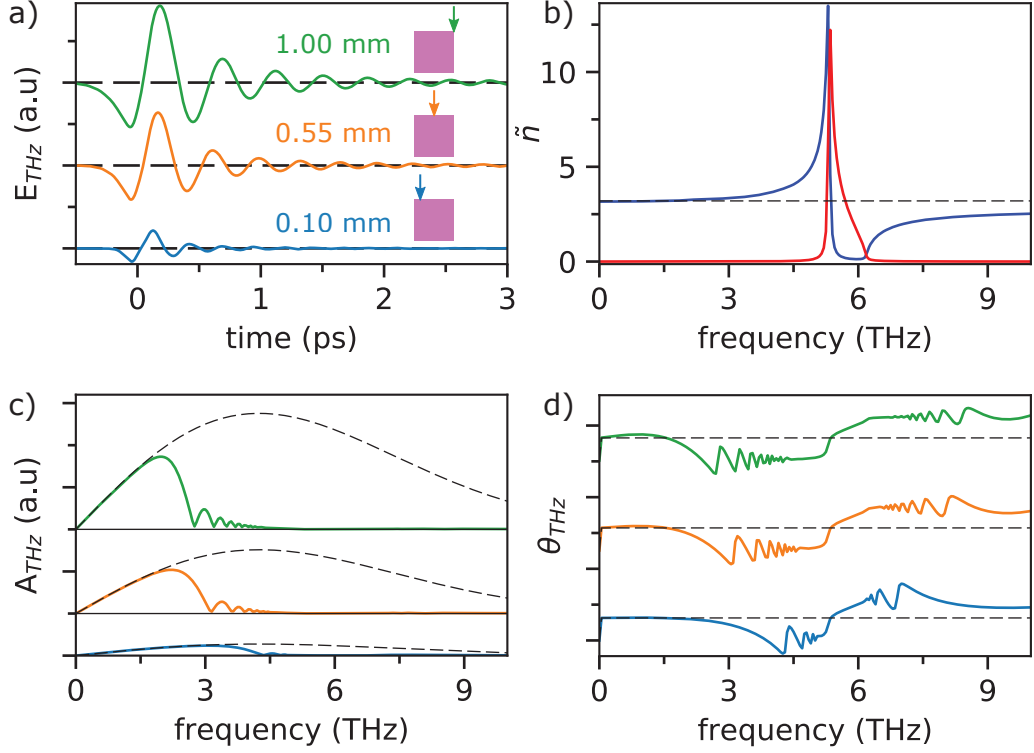 a)
1.00 mm
0.55 mm
0.10 mm
E_THz (a.u)
0
1
2
3
time (ps)
b)
10
5
0
ñ
0
3
6
9
frequency (THz)
c)
A_THz (a.u)
0
3
6
9
frequency (THz)
d)
θ_THz
0
3
6
9
frequency (THz)